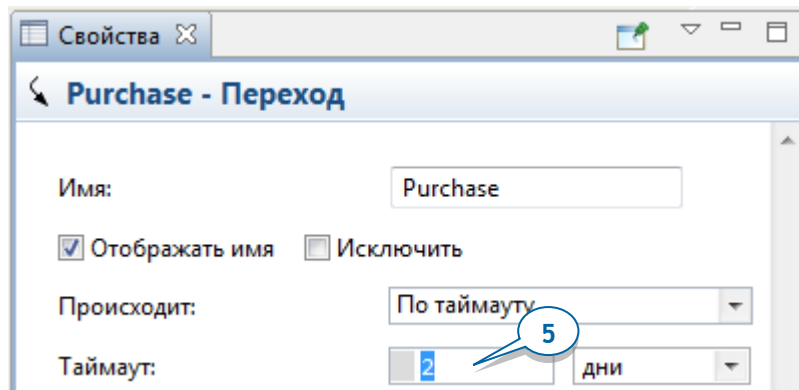 Свойства
Purchase - Переход
Имя: Purchase
Отображать имя Исключить
Происходит: По таймауту
5
Таймаут: 2 дни